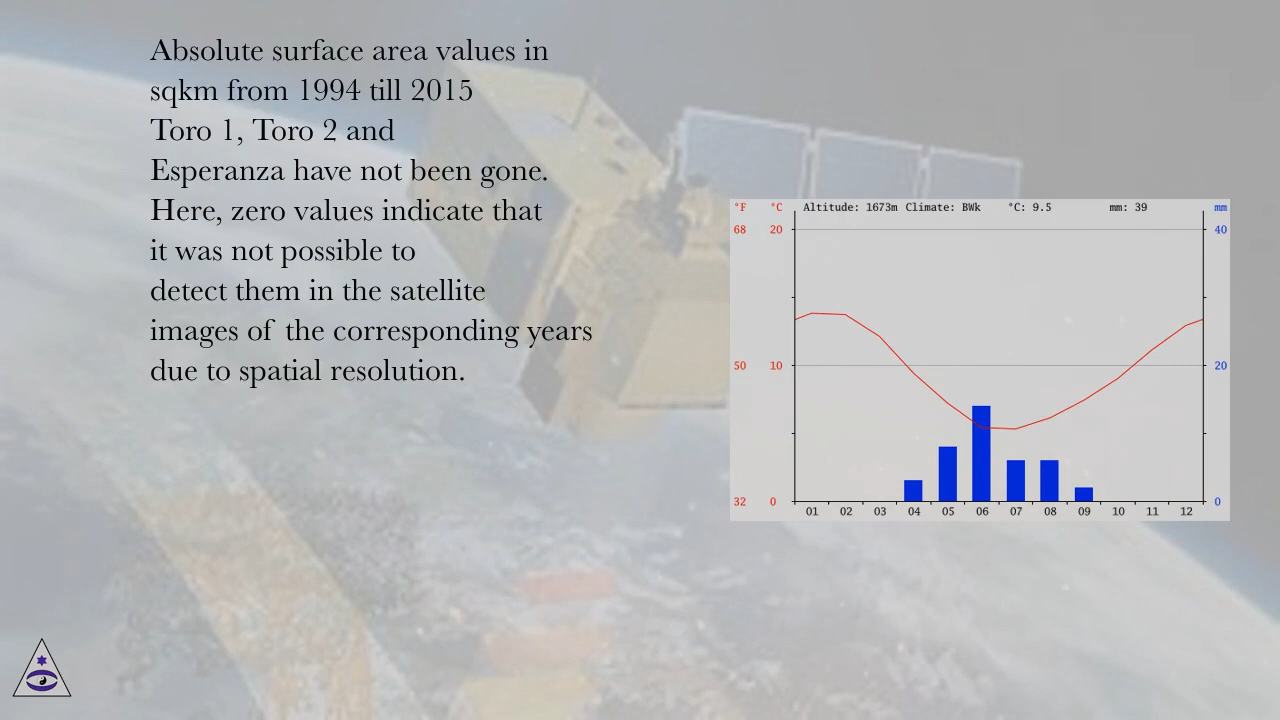 Absolute surface area values in
sqkm from 1994 till 2015
Toro 1, Toro 2 and
Esperanza have not been gone.
Here, zero values indicate that
it was not possible to
detect them in the satellite
images of the corresponding years
due to spatial resolution.
°F °C Altitude: 1673m Climate: BWk °C: 9.5 mm: 39 mm
68 20 40
50 10 20
32 0 0
01 02 03 04 05 06 07 08 09 10 11 12